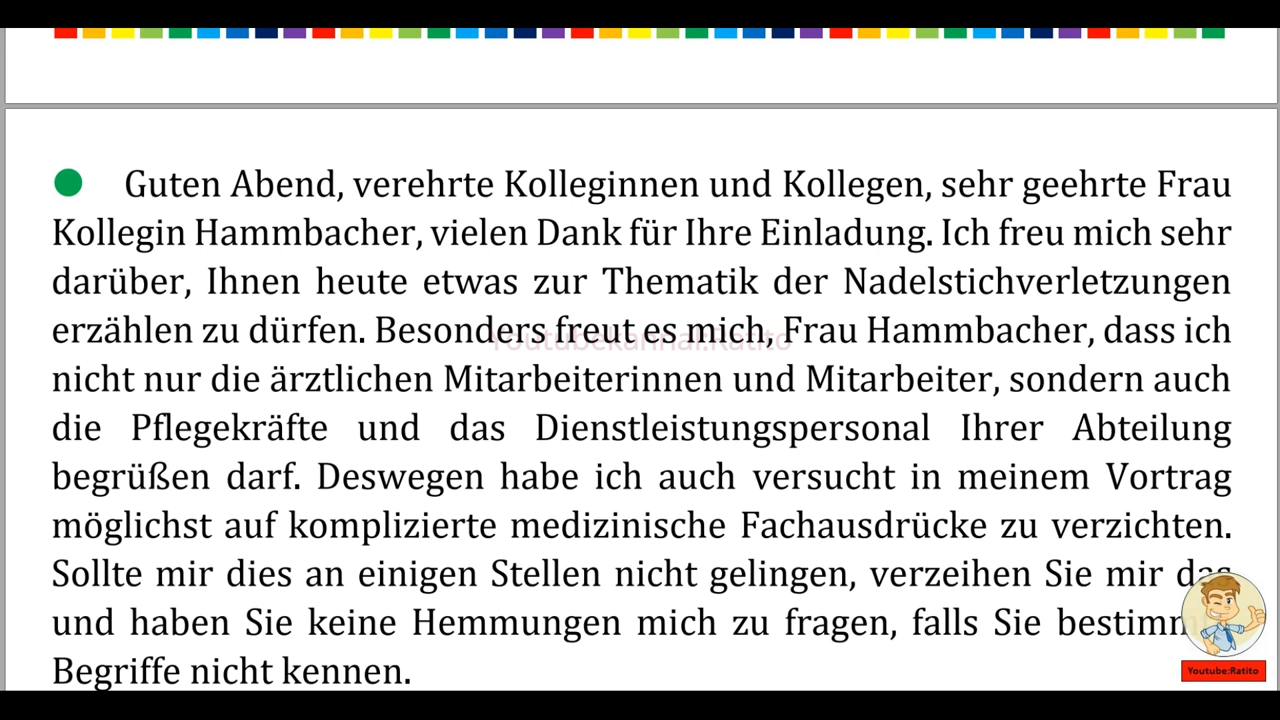 Guten Abend, verehrte Kolleginnen und Kollegen, sehr geehrte Frau
Kollegin Hammbacher, vielen Dank für Ihre Einladung. Ich freu mich sehr
darüber, Ihnen heute etwas zur Thematik der Nadelstichverletzungen
erzählen zu dürfen. Besonders freut es mich, Frau Hammbacher, dass ich
Youtubekannal:Ratito
nicht nur die ärztlichen Mitarbeiterinnen und Mitarbeiter, sondern auch
die Pflegekräfte und das Dienstleistungspersonal Ihrer Abteilung
begrüßen darf. Deswegen habe ich auch versucht in meinem Vortrag
möglichst auf komplizierte medizinische Fachausdrücke zu verzichten.
Sollte mir dies an einigen Stellen nicht gelingen, verzeihen Sie mir das
und haben Sie keine Hemmungen mich zu fragen, falls Sie
Begriffe nicht kennen.
Youtube:Ratito